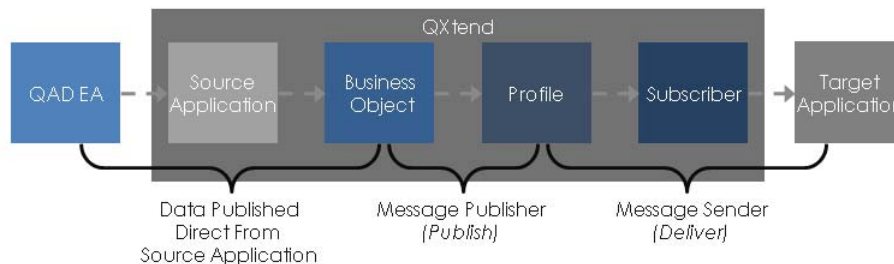 QXtend
QAD EA
Source
Application
Business
Object
Profile
Subscriber
Target
Application
Data Published
Direct From
Source Application
Message Publisher
(Publish)
Message Sender
(Deliver)